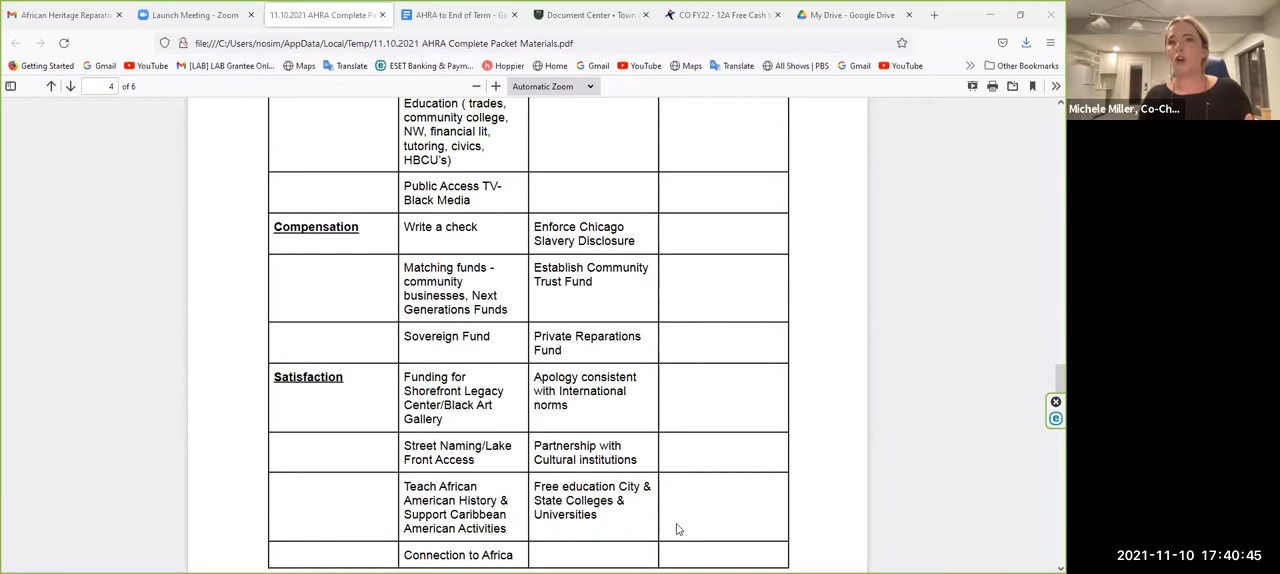 African Heritage Reparati
Launch Meeting - Zoom
11.10.2021 AHRA Complete Pa
AHRA to End of Term - Go
Document Center • Town o
CO FY22 - 12A Free Cash t
My Drive - Google Drive
file:///C:/Users/nosim/AppData/Local/Temp/11.10.2021 AHRA Complete Packet Materials.pdf
Getting Started
Gmail
YouTube
[LAB] LAB Grantee Onl...
Maps
Translate
ESET Banking & Paym...
Hoppier
Home
Gmail
YouTube
Maps
Translate
All Shows | PBS
Gmail
YouTube
Other Bookmarks
4 of 6
Automatic Zoom
Education ( trades,
community college,
NW, financial lit,
tutoring, civics,
HBCU's)
Public Access TV-
Black Media
Compensation
Write a check
Enforce Chicago
Slavery Disclosure
Matching funds -
community
businesses, Next
Generations Funds
Establish Community
Trust Fund
Sovereign Fund
Private Reparations
Fund
Satisfaction
Funding for
Shorefront Legacy
Center/Black Art
Gallery
Apology consistent
with International
norms
Street Naming/Lake
Front Access
Partnership with
Cultural institutions
Teach African
American History &
Support Caribbean
American Activities
Free education City &
State Colleges &
Universities
Connection to Africa
Michele Miller, Co-Ch...
2021-11-10 17:40:45